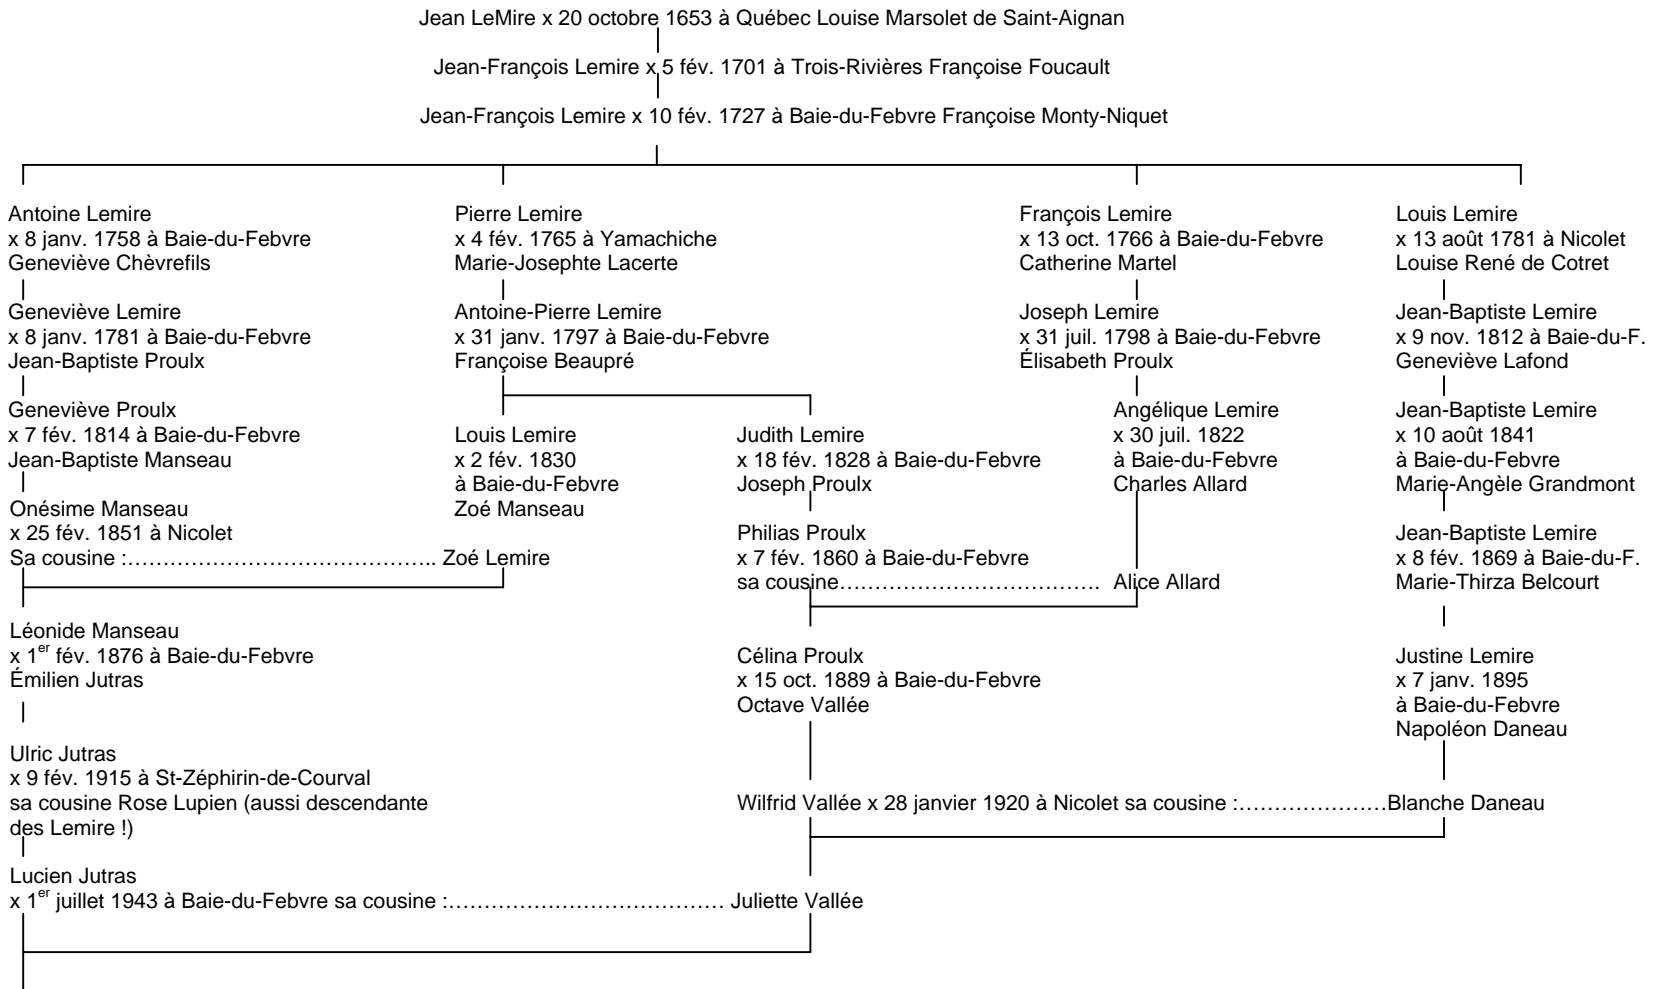 Jean LeMire x 20 octobre 1653 à Québec Louise Marsolet de Saint-Aignan
Jean-François Lemire x 5 fév. 1701 à Trois-Rivières Françoise Foucault
Jean-François Lemire x 10 fév. 1727 à Baie-du-Febvre Françoise Monty-Niquet
Antoine Lemire
x 8 janv. 1758 à Baie-du-Febvre
Geneviève Chèvrefils
Pierre Lemire
x 4 fév. 1765 à Yamachiche
Marie-Josephte Lacerte
François Lemire
x 13 oct. 1766 à Baie-du-Febvre
Catherine Martel
Louis Lemire
x 13 août 1781 à Nicolet
Louise René de Cotret
Geneviève Lemire
x 8 janv. 1781 à Baie-du-Febvre
Jean-Baptiste Proulx
Antoine-Pierre Lemire
x 31 janv. 1797 à Baie-du-Febvre
Françoise Beaupré
Joseph Lemire
x 31 juil. 1798 à Baie-du-Febvre
Élisabeth Proulx
Jean-Baptiste Lemire
x 9 nov. 1812 à Baie-du-F.
Geneviève Lafond
Geneviève Proulx
x 7 fév. 1814 à Baie-du-Febvre
Jean-Baptiste Manseau
Louis Lemire
x 2 fév. 1830
à Baie-du-Febvre
Zoé Manseau
Judith Lemire
x 18 fév. 1828 à Baie-du-Febvre
Joseph Proulx
Angélique Lemire
x 30 juil. 1822
à Baie-du-Febvre
Charles Allard
Jean-Baptiste Lemire
x 10 août 1841
à Baie-du-Febvre
Marie-Angèle Grandmont
Onésime Manseau
x 25 fév. 1851 à Nicolet
Sa cousine :…………………………………….. Zoé Lemire
Philias Proulx
x 7 fév. 1860 à Baie-du-Febvre
sa cousine………………………………. Alice Allard
Jean-Baptiste Lemire
x 8 fév. 1869 à Baie-du-F.
Marie-Thirza Belcourt
Léonide Manseau
x 1er fév. 1876 à Baie-du-Febvre
Émilien Jutras
Célina Proulx
x 15 oct. 1889 à Baie-du-Febvre
Octave Vallée
Justine Lemire
x 7 janv. 1895
à Baie-du-Febvre
Napoléon Daneau
Ulric Jutras
x 9 fév. 1915 à St-Zéphirin-de-Courval
sa cousine Rose Lupien (aussi descendante
des Lemire !)
Wilfrid Vallée x 28 janvier 1920 à Nicolet sa cousine :…………………Blanche Daneau
Lucien Jutras
x 1er juillet 1943 à Baie-du-Febvre sa cousine :………………………………… Juliette Vallée